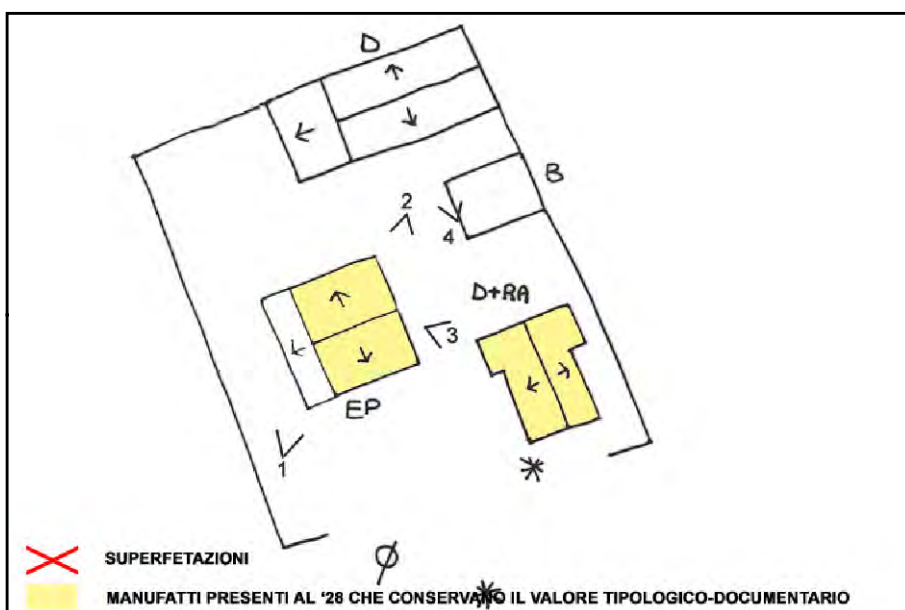 D
B
2
4
D+RA
3
EP
1
SUPERFETAZIONI
MANUFATTI PRESENTI AL '28 CHE CONSERVANO IL VALORE TIPOLOGICO-DOCUMENTARIO